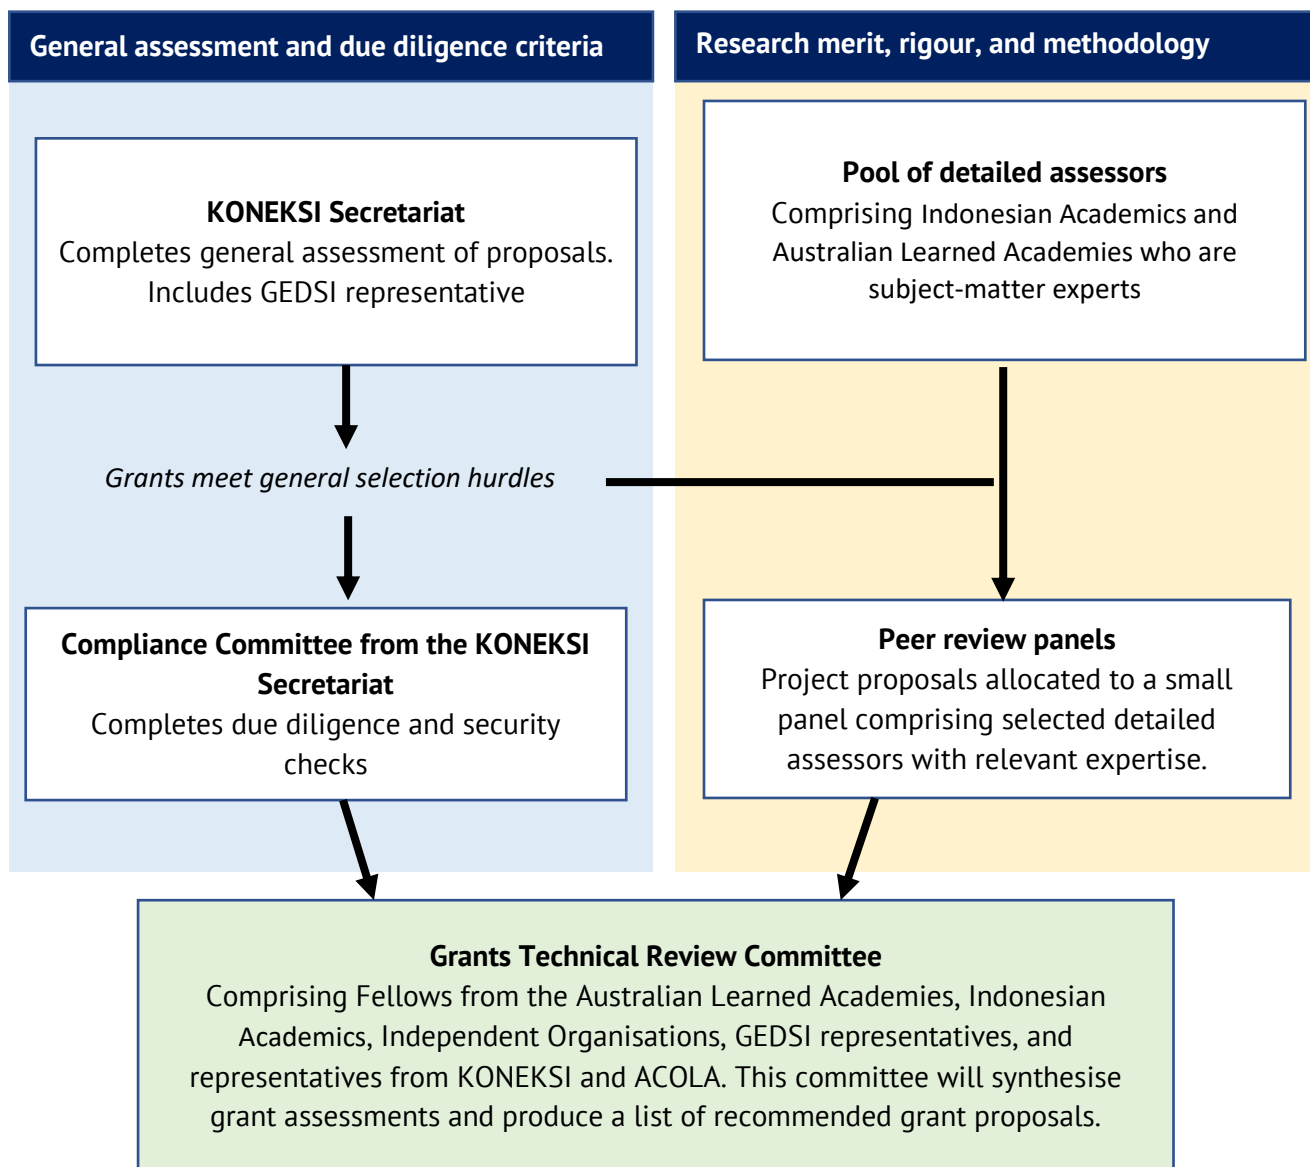 General assessment and due diligence criteria
Research merit, rigour, and methodology
KONEKSI Secretariat
Completes general assessment of proposals.
Includes GEDSI representative
Pool of detailed assessors
Comprising Indonesian Academics and
Australian Learned Academies who are
subject-matter experts
Grants meet general selection hurdles
Compliance Committee from the KONEKSI
Secretariat
Completes due diligence and security
checks
Peer review panels
Project proposals allocated to a small
panel comprising selected detailed
assessors with relevant expertise.
Grants Technical Review Committee
Comprising Fellows from the Australian Learned Academies, Indonesian
Academics, Independent Organisations, GEDSI representatives, and
representatives from KONEKSI and ACOLA. This committee will synthesise
grant assessments and produce a list of recommended grant proposals.